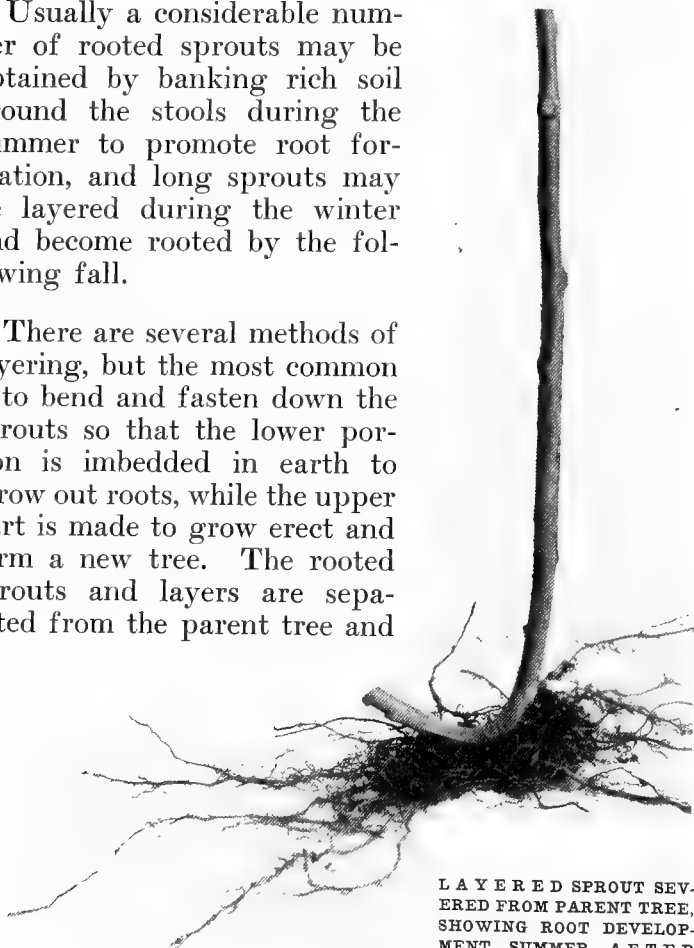 Usually a considerable num-
er of rooted sprouts may be
btained by banking rich soil
round the stools during the
ummer to promote root for-
ation, and long sprouts may
e layered during the winter
nd become rooted by the fol-
wing fall.
There are several methods of
yering, but the most common
to bend and fasten down the
routs so that the lower por-
on is imbedded in earth to
row out roots, while the upper
rt is made to grow erect and
rm a new tree. The rooted
routs and layers are sepa-
ted from the parent tree and
LAYERED SPROUT SEV-
ERED FROM PARENT TREE,
SHOWING ROOT DEVELOP-
MENT SUMMER AFTER